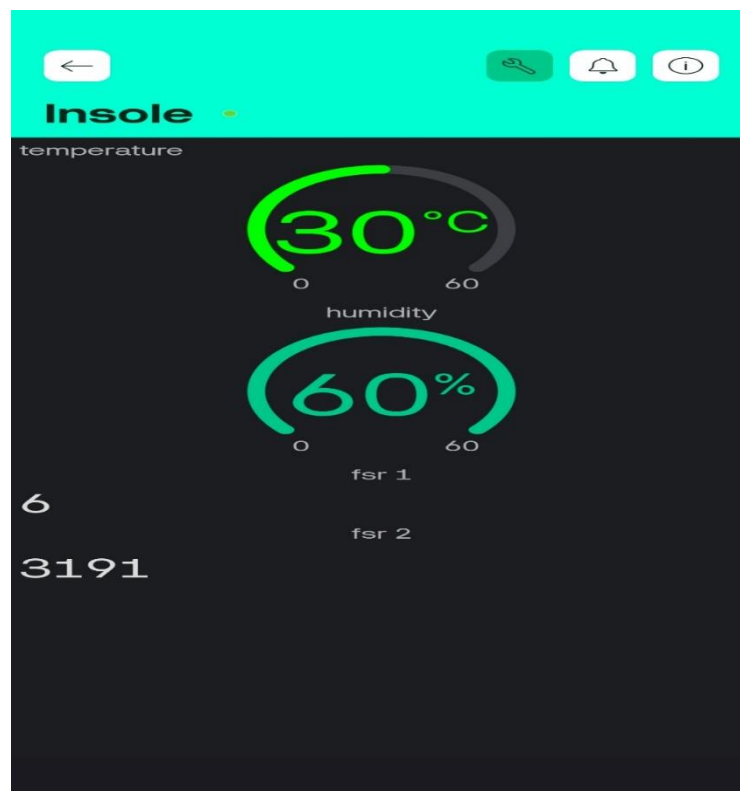 Insole
temperature
30°C
0 60
humidity
60%
0 60
fsr 1
6
fsr 2
3191